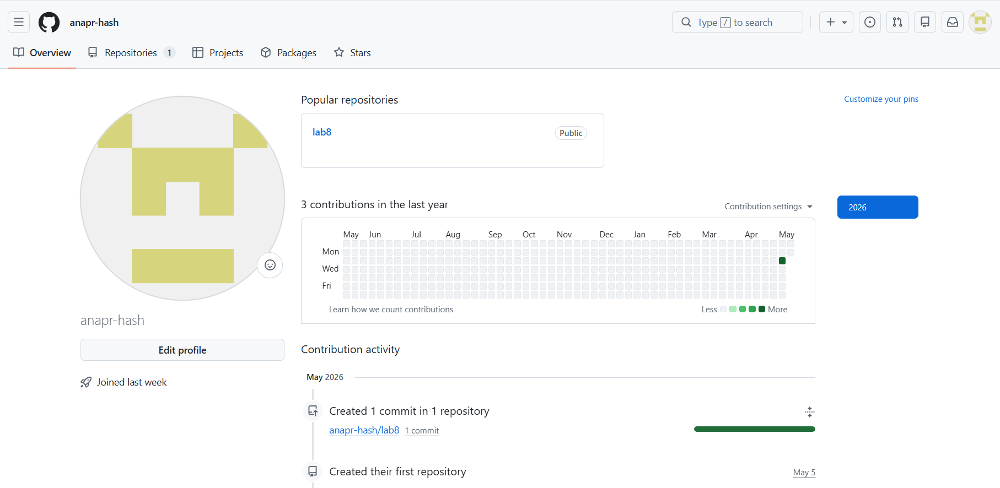 anapr-hash
Type / to search
Overview
Repositories 1
Projects
Packages
Stars
Popular repositories
Customize your pins
lab8
Public
3 contributions in the last year
Contribution settings
2026
May Jun Jul Aug Sep Oct Nov Dec Jan Feb Mar Apr May
Mon
Wed
Fri
Learn how we count contributions
Less
More
anapr-hash
Edit profile
Joined last week
Contribution activity
May 2026
Created 1 commit in 1 repository
anapr-hash/lab8 1 commit
Created their first repository
May 5